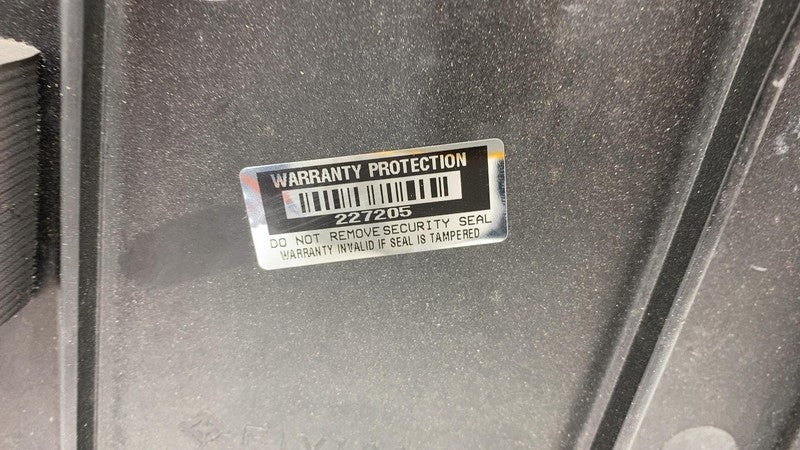 WARRANTY PROTECTION
227205
DO NOT REMOVE SECURITY SEAL
WARRANTY INVALID IF SEAL IS TAMPERED